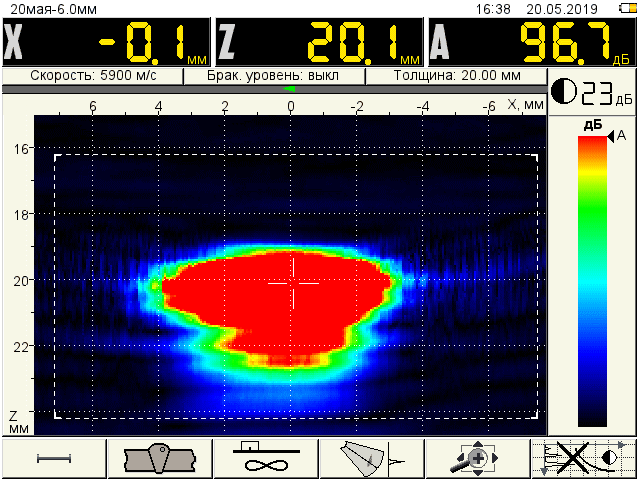 20мая-6.0мм 16:38 20.05.2019
X -0.1 мм Z 20.1 мм A 96.7 дБ
Скорость: 5900 м/с Брак. уровень: выкл Толщина: 20.00 мм
23 дБ
6 4 2 0 -2 -4 -6 X, мм
дБ
A
16
18
20
22
Z
мм